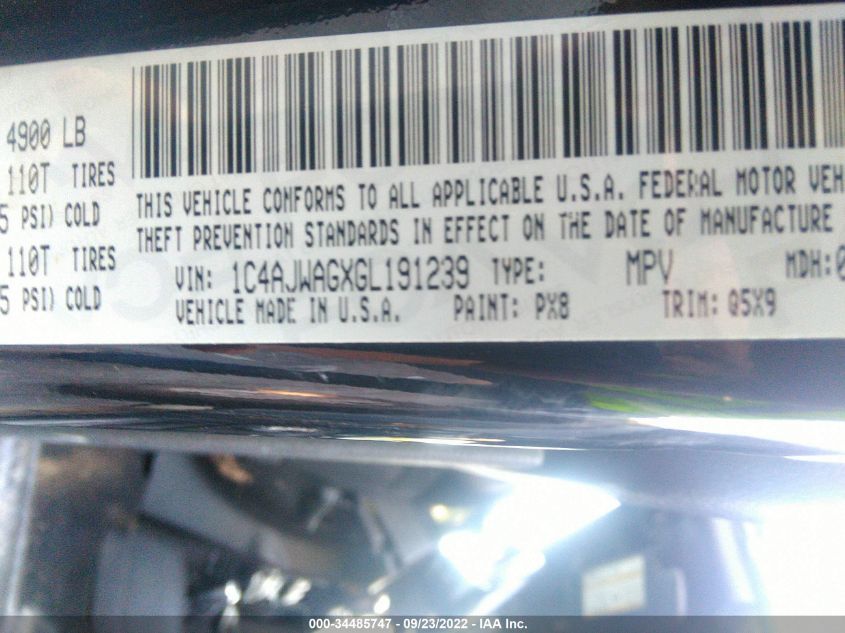 4900 LB
110T TIRES
5 PSI) COLD
110T TIRES
5 PSI) COLD
THIS VEHICLE CONFORMS TO ALL APPLICABLE U.S.A. FEDERAL MOTOR VEH
THEFT PREVENTION STANDARDS IN EFFECT ON THE DATE OF MANUFACTURE
VIN: 1C4AJWAGXGL191239 TYPE: MPV MDH:0
VEHICLE MADE IN U.S.A. PAINT: PX8 TRIM: Q5X9
000-34485747 - 09/23/2022 - IAA Inc.